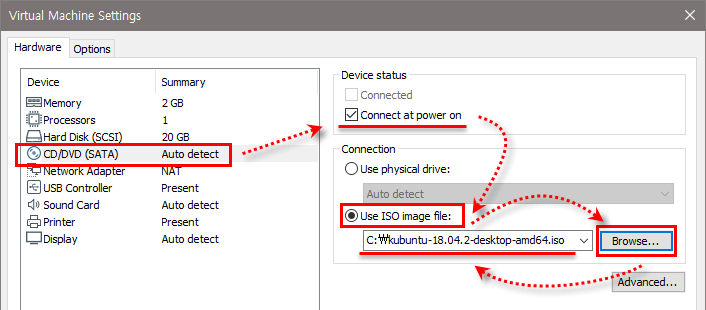 Virtual Machine Settings
Hardware Options
Device Summary
Memory 2 GB
Processors 1
Hard Disk (SCSI) 20 GB
CD/DVD (SATA) Auto detect
Network Adapter NAT
USB Controller Present
Sound Card Auto detect
Printer Present
Display Auto detect
Device status
Connected
Connect at power on
Connection
Use physical drive:
Auto detect
Use ISO image file:
C:₩kubuntu-18.04.2-desktop-amd64.iso
Browse...
Advanced...